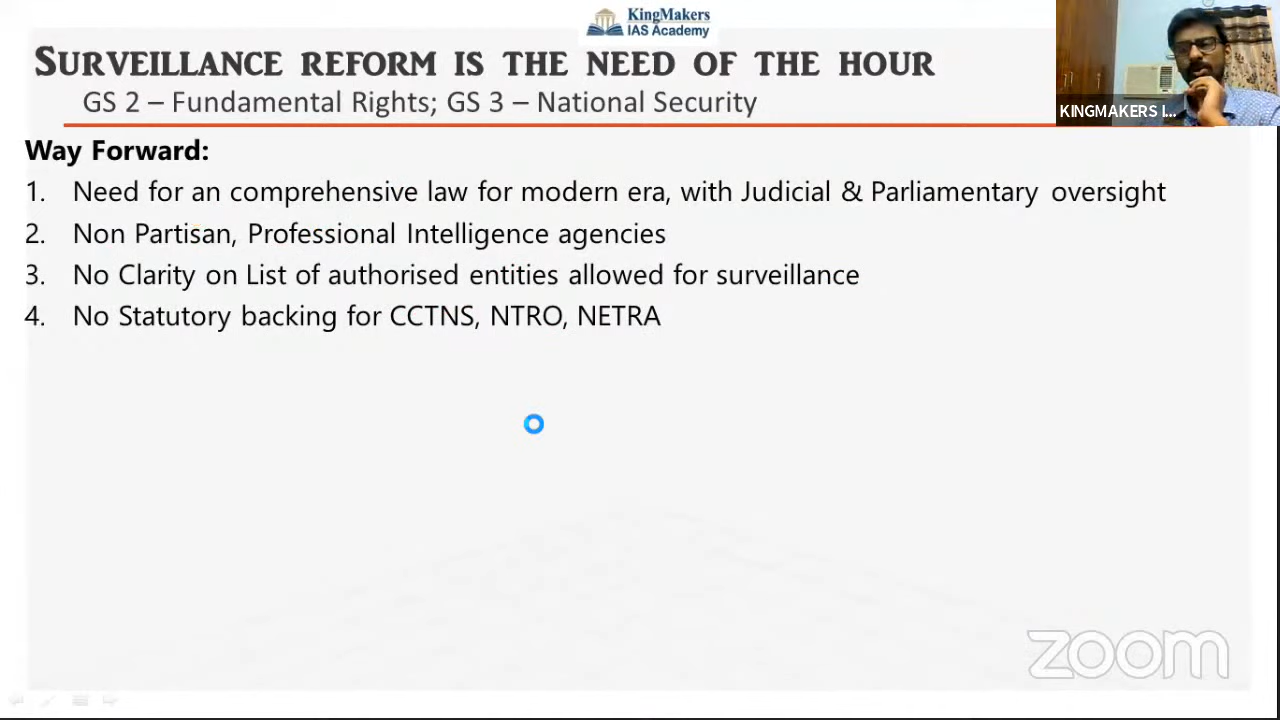 KingMakers
IAS Academy
SURVEILLANCE REFORM IS THE NEED OF THE HOUR
GS 2 – Fundamental Rights; GS 3 – National Security
KINGMAKERS I...
Way Forward:
1. Need for an comprehensive law for modern era, with Judicial & Parliamentary oversight
2. Non Partisan, Professional Intelligence agencies
3. No Clarity on List of authorised entities allowed for surveillance
4. No Statutory backing for CCTNS, NTRO, NETRA
zoom